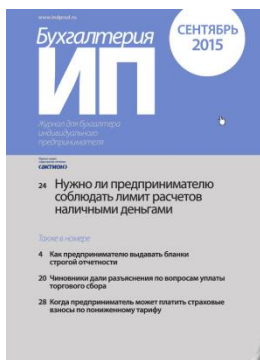 www.indpred.ru
СЕНТЯБРЬ
2015
Бухгалтерия
ИП
Журнал для бухгалтера
индивидуального
предпринимателя
«актион»
24 Нужно ли предпринимателю
соблюдать лимит расчетов
наличными деньгами
Также в номере
4 Как предпринимателю выдавать бланки
строгой отчетности
20 Чиновники дали разъяснения по вопросам уплаты
торгового сбора
28 Когда предприниматель может платить страховые
взносы по пониженному тарифу